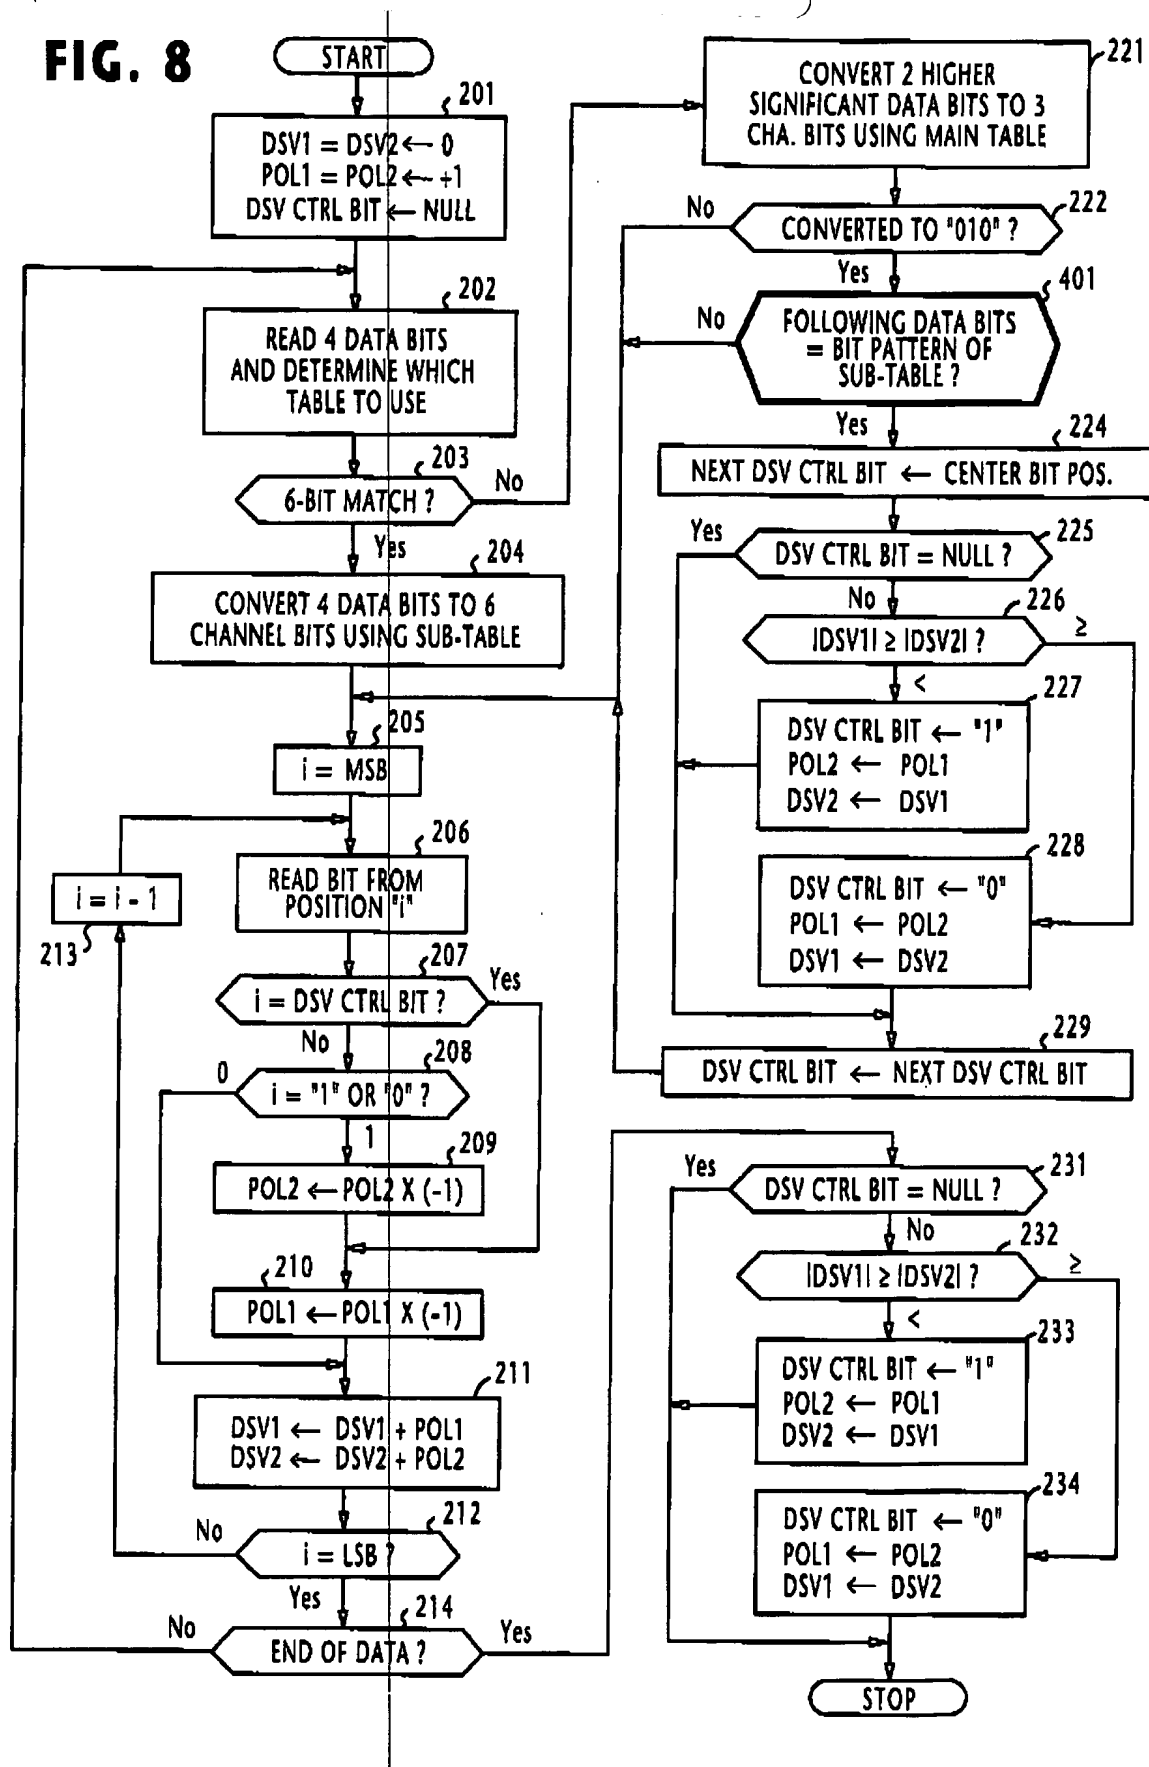 FIG. 8
START
201
DSV1 = DSV2 ← 0
POL1 = POL2 ← +1
DSV CTRL BIT ← NULL
202
READ 4 DATA BITS
AND DETERMINE WHICH
TABLE TO USE
203
6-BIT MATCH ?
No
Yes
204
CONVERT 4 DATA BITS TO 6
CHANNEL BITS USING SUB-TABLE
205
i = MSB
206
READ BIT FROM
POSITION "i"
i = i - 1
213
207
i = DSV CTRL BIT ?
Yes
No
208
0
i = "1" OR "0" ?
1
209
POL2 ← POL2 X (-1)
210
POL1 ← POL1 X (-1)
211
DSV1 ← DSV1 + POL1
DSV2 ← DSV2 + POL2
212
No
i = LSB ?
Yes
214
No
END OF DATA ?
Yes
221
CONVERT 2 HIGHER
SIGNIFICANT DATA BITS TO 3
CHA. BITS USING MAIN TABLE
222
No
CONVERTED TO "010" ?
Yes
401
No
FOLLOWING DATA BITS
= BIT PATTERN OF
SUB-TABLE ?
Yes
224
NEXT DSV CTRL BIT ← CENTER BIT POS.
225
Yes
DSV CTRL BIT = NULL ?
No
226
|DSV1| ≥ |DSV2| ?
≥
<
227
DSV CTRL BIT ← "1"
POL2 ← POL1
DSV2 ← DSV1
228
DSV CTRL BIT ← "0"
POL1 ← POL2
DSV1 ← DSV2
229
DSV CTRL BIT ← NEXT DSV CTRL BIT
231
Yes
DSV CTRL BIT = NULL ?
No
232
|DSV1| ≥ |DSV2| ?
≥
<
233
DSV CTRL BIT ← "1"
POL2 ← POL1
DSV2 ← DSV1
234
DSV CTRL BIT ← "0"
POL1 ← POL2
DSV1 ← DSV2
STOP